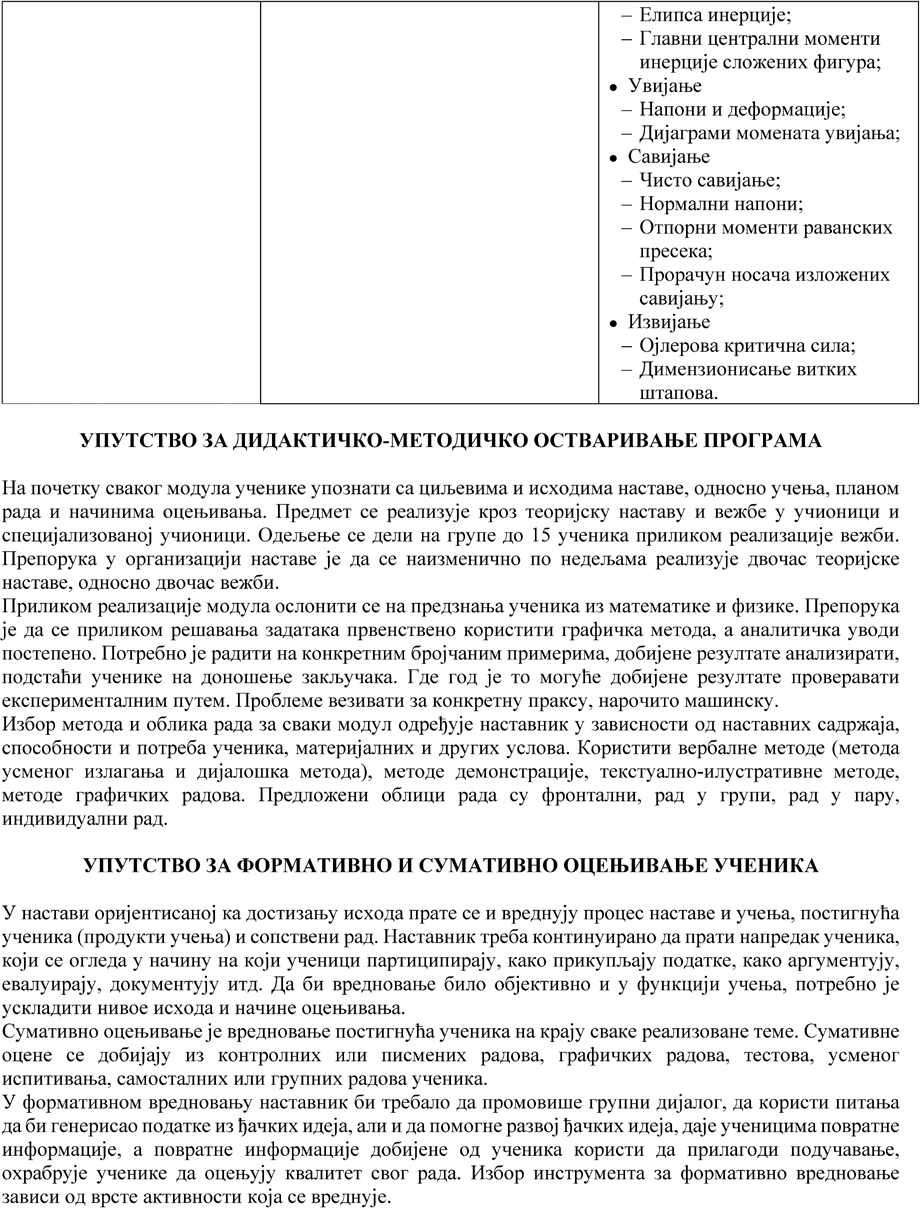 – Елипса инерције;
– Главни централни моменти
инерције сложених фигура;
• Увијање
– Напони и деформације;
– Дијаграми момената увијања;
• Савијање
– Чисто савијање;
– Нормални напони;
– Отпорни моменти раванских
пресека;
– Прорачун носача изложених
савијању;
• Извијање
– Ојлерова критична сила;
– Димензионисање витких
штапова.
УПУТСТВО ЗА ДИДАКТИЧКО-МЕТОДИЧКО ОСТВАРИВАЊЕ ПРОГРАМА
На почетку сваког модула ученике упознати са циљевима и исходима наставе, односно учења, планом
рада и начинима оцењивања. Предмет се реализује кроз теоријску наставу и вежбе у учионици и
специјализованој учионици. Одељење се дели на групе до 15 ученика приликом реализације вежби.
Препорука у организацији наставе је да се наизменично по недељама реализује двочас теоријске
наставе, односно двочас вежби.
Приликом реализације модула ослонити се на предзнања ученика из математике и физике. Препорука
је да се приликом решавања задатака првенствено користити графичка метода, а аналитичка уводи
постепено. Потребно је радити на конкретним бројчаним примерима, добијене резултате анализирати,
подстаћи ученике на доношење закључака. Где год је то могуће добијене резултате проверавати
експерименталним путем. Проблеме везивати за конкретну праксу, нарочито машинску.
Избор метода и облика рада за сваки модул одређује наставник у зависности од наставних садржаја,
способности и потреба ученика, материјалних и других услова. Користити вербалне методе (метода
усменог излагања и дијалошка метода), методе демонстрације, текстуално-илустративне методе,
методе графичких радова. Предложени облици рада су фронтални, рад у групи, рад у пару,
индивидуални рад.
УПУТСТВО ЗА ФОРМАТИВНО И СУМАТИВНО ОЦЕЊИВАЊЕ УЧЕНИКА
У настави оријентисаној ка достизању исхода прате се и вреднују процес наставе и учења, постигнућа
ученика (продукти учења) и сопствени рад. Наставник треба континуирано да прати напредак ученика,
који се огледа у начину на који ученици партиципирају, како прикупљају податке, како аргументују,
евалуирају, документују итд. Да би вредновање било објективно и у функцији учења, потребно је
ускладити нивое исхода и начине оцењивања.
Сумативно оцењивање је вредновање постигнућа ученика на крају сваке реализоване теме. Сумативне
оцене се добијају из контролних или писмених радова, графичких радова, тестова, усменог
испитивања, самосталних или групних радова ученика.
У формативном вредновању наставник би требало да промовише групни дијалог, да користи питања
да би генерисао податке из ђачких идеја, али и да помогне развој ђачких идеја, даје ученицима повратне
информације, а повратне информације добијене од ученика користи да прилагоди подучавање,
охрабрује ученике да оцењују квалитет свог рада. Избор инструмента за формативно вредновање
зависи од врсте активности која се вреднује.